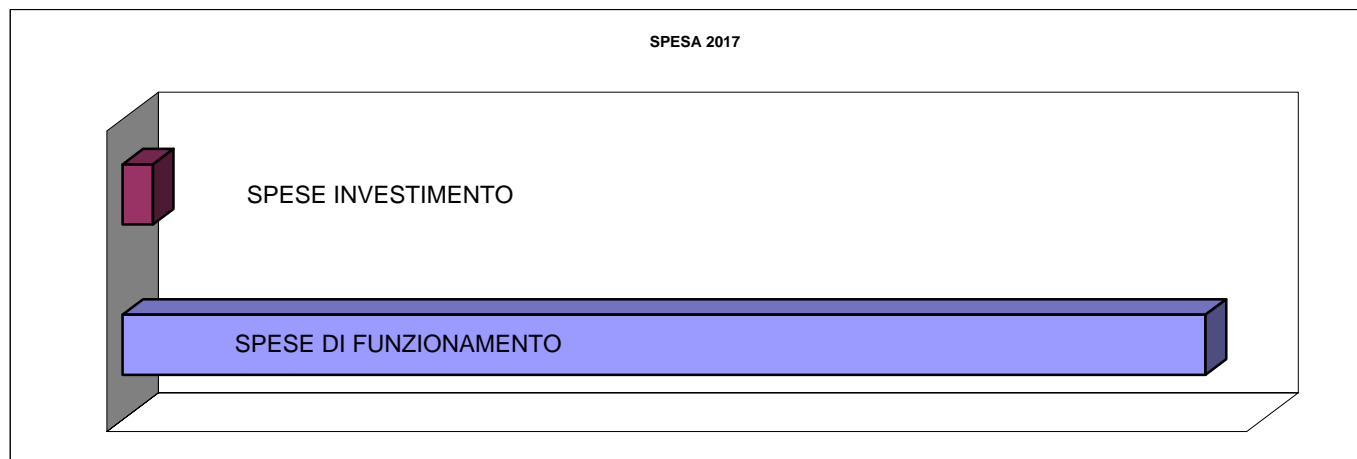 SPESA 2017
SPESE INVESTIMENTO
SPESE DI FUNZIONAMENTO